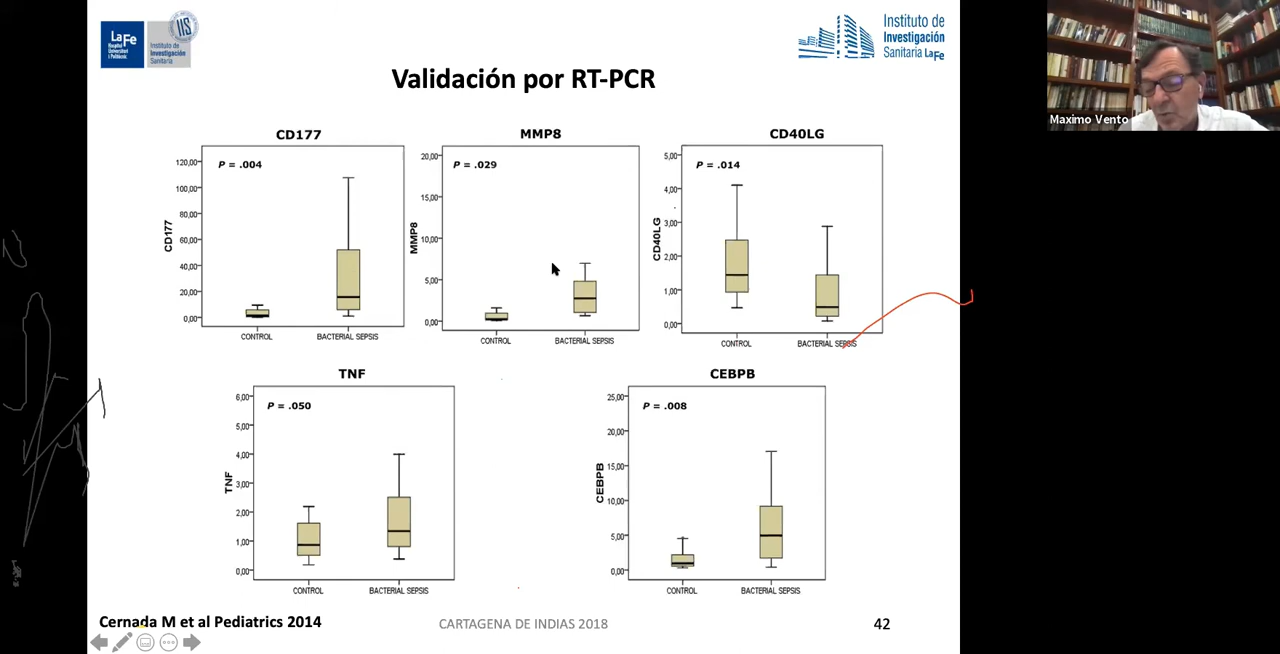 LaFe
Hospital
Universitari
i Politècnic
IIS
Instituto de
Investigación
Sanitaria
Instituto de
Investigación
Sanitaria LaFe
Maximo Vento
Validación por RT-PCR
CD177
P = .004
CD177
120,00
100,00
80,00
60,00
40,00
20,00
0,00
CONTROL
BACTERIAL SEPSIS
MMP8
P = .029
MMP8
20,00
15,00
10,00
5,00
0,00
CONTROL
BACTERIAL SEPSIS
CD40LG
P = .014
CD40LG
5,00
4,00
3,00
2,00
1,00
0,00
CONTROL
BACTERIAL SEPSIS
TNF
P = .050
TNF
6,00
5,00
4,00
3,00
2,00
1,00
0,00
CONTROL
BACTERIAL SEPSIS
CEBPB
P = .008
CEBPB
25,00
20,00
15,00
10,00
5,00
0,00
CONTROL
BACTERIAL SEPSIS
Cernada M et al Pediatrics 2014
CARTAGENA DE INDIAS 2018
42